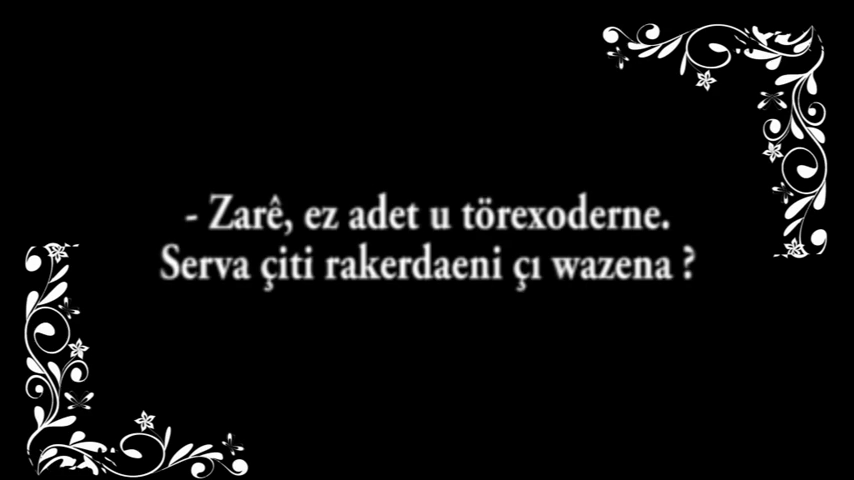 - Zarê, ez adet u törexoderne.
Serva çiti rakerdaeni çı wazena ?